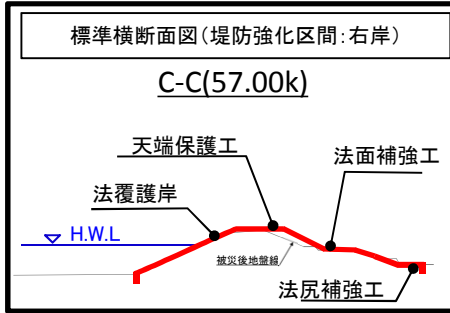 標準横断面図(堤防強化区間:右岸)
C-C(57.00k)
天端保護工
法面補強工
法覆護岸
H.W.L
被災後地盤線
法尻補強工